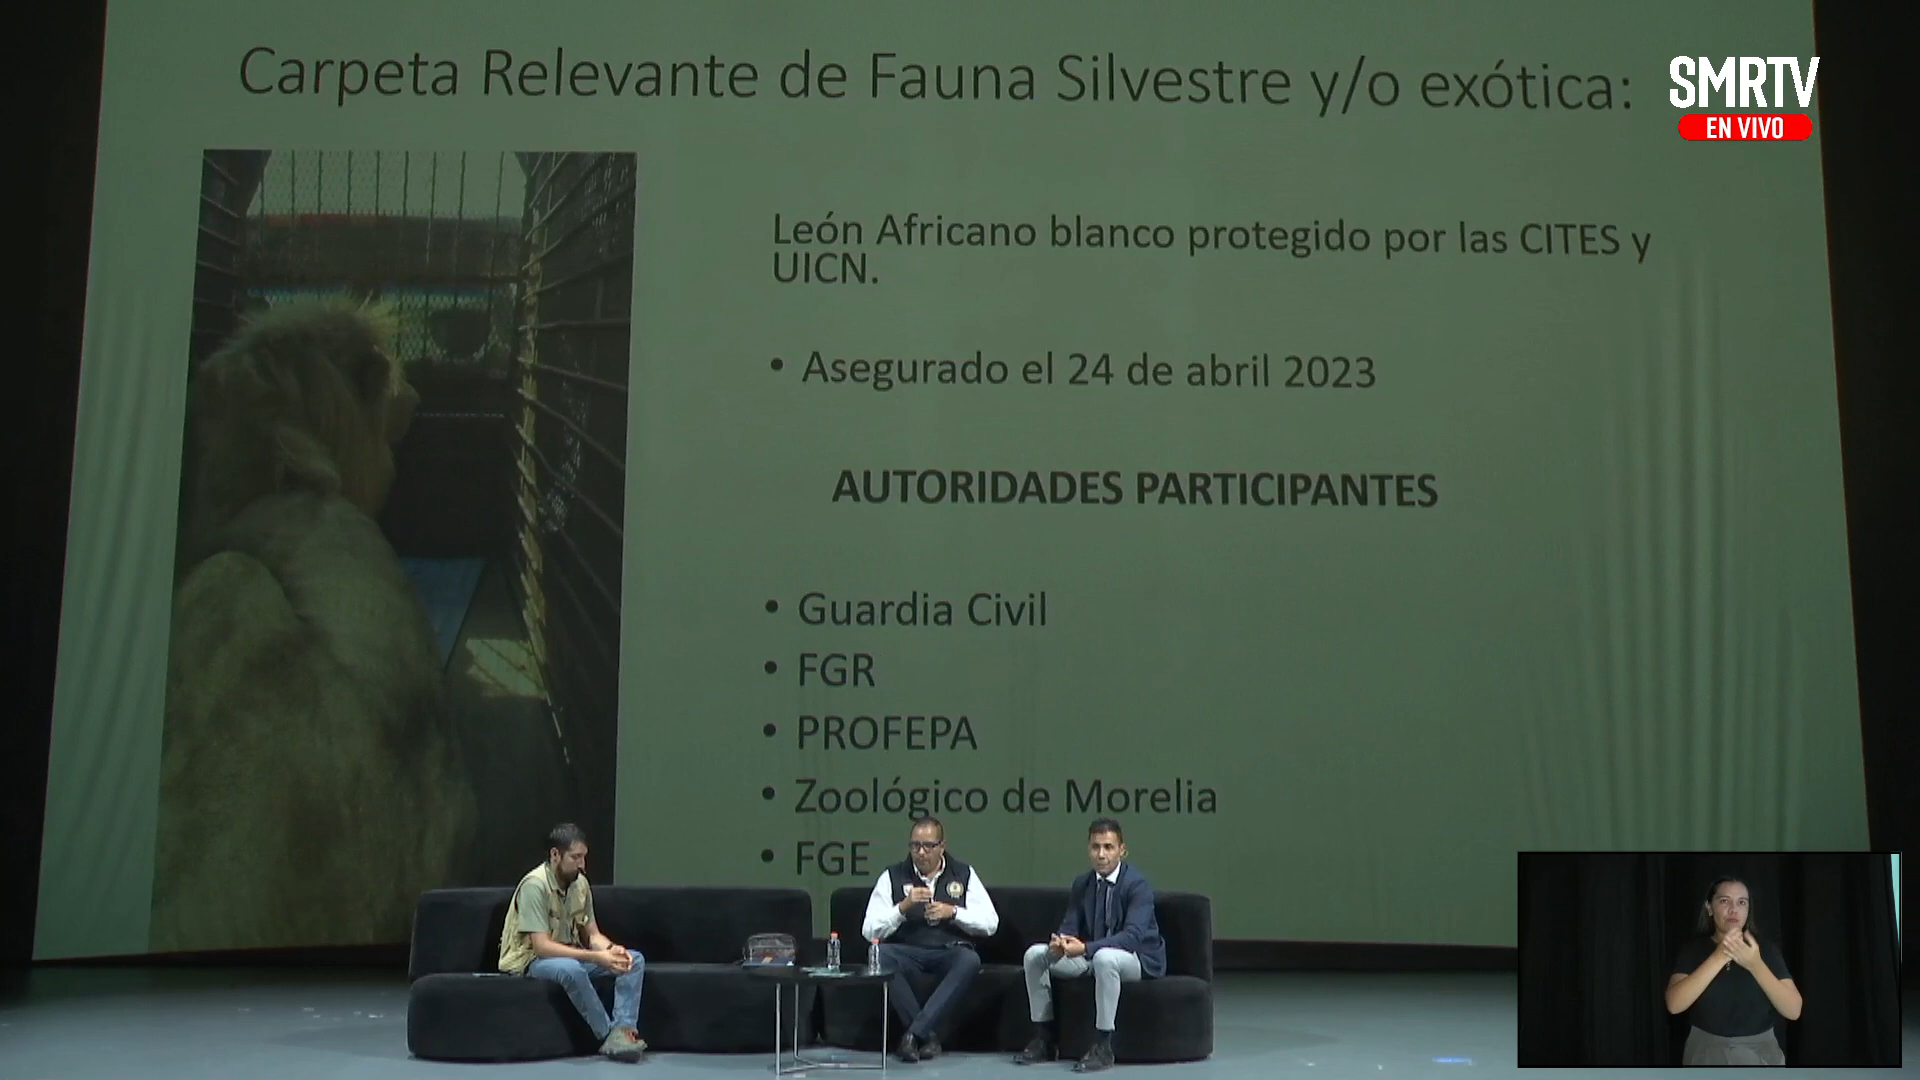 Carpeta Relevante de Fauna Silvestre y/o exótica:
SMRTV
EN VIVO
León Africano blanco protegido por las CITES y
UICN.
• Asegurado el 24 de abril 2023
AUTORIDADES PARTICIPANTES
• Guardia Civil
• FGR
• PROFEPA
• Zoológico de Morelia
• FGE